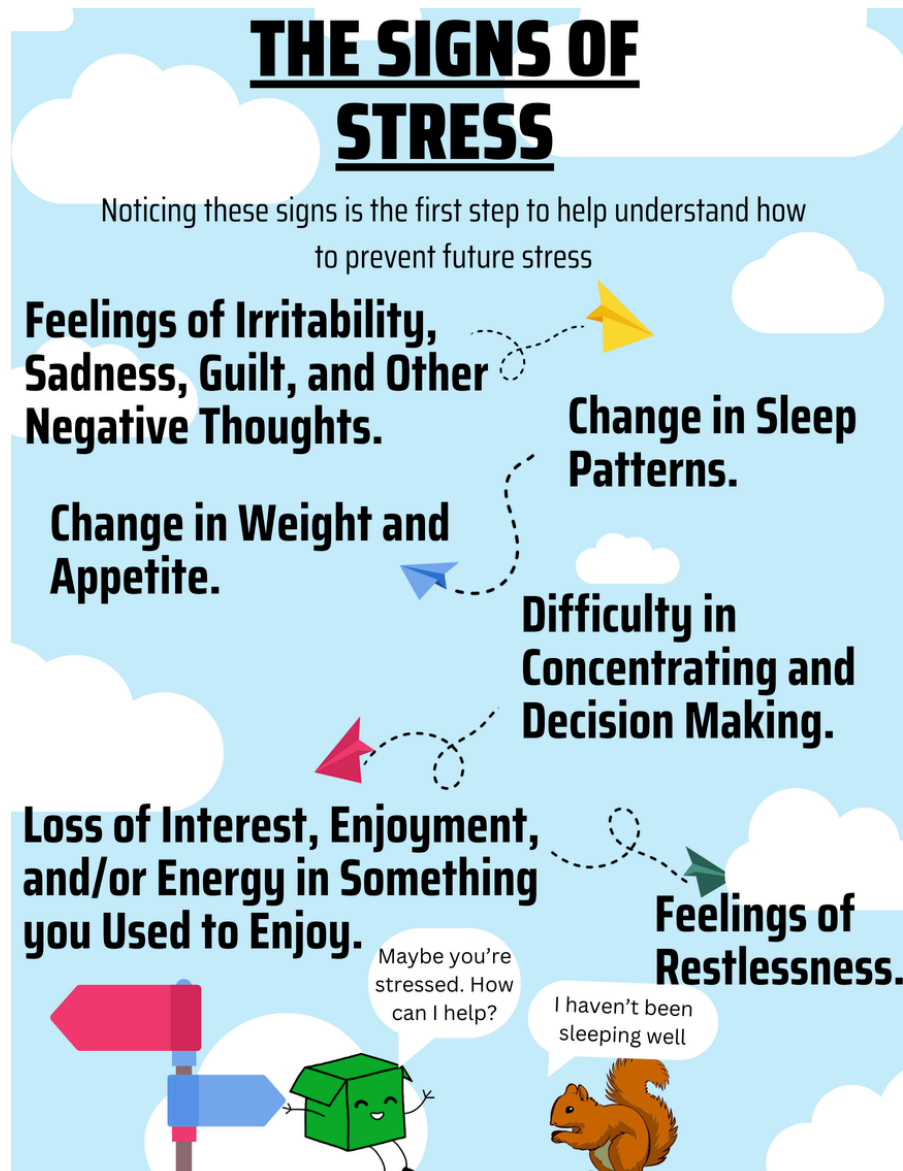 THE SIGNS OF
STRESS
Noticing these signs is the first step to help understand how
to prevent future stress
Feelings of Irritability,
Sadness, Guilt, and Other
Negative Thoughts.
Change in Sleep
Patterns.
Change in Weight and
Appetite.
Difficulty in
Concentrating and
Decision Making.
Loss of Interest, Enjoyment,
and/or Energy in Something
you Used to Enjoy.
Feelings of
Restlessness.
Maybe you're
stressed. How
can I help?
I haven't been
sleeping well